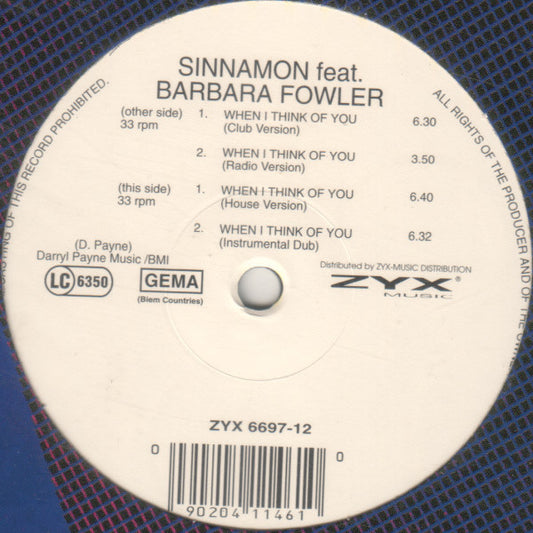 SINNAMON feat.
BARBARA FOWLER
(other side) 1. WHEN I THINK OF YOU 6.30
33 rpm (Club Version)
2. WHEN I THINK OF YOU 3.50
(Radio Version)
(this side) 1. WHEN I THINK OF YOU 6.40
33 rpm (House Version)
2. WHEN I THINK OF YOU 6.32
(Instrumental Dub)
(D. Payne)
Darryl Payne Music /BMI
LC 6350
GEMA
(Biem Countries)
Distributed by ZYX-MUSIC DISTRIBUTION
ZYX®
MUSIC
ZYX 6697-12
0 0
90204 11461
ALL RIGHTS OF THE PRODUCER AND OF THE
OF THIS RECORD PROHIBITED.